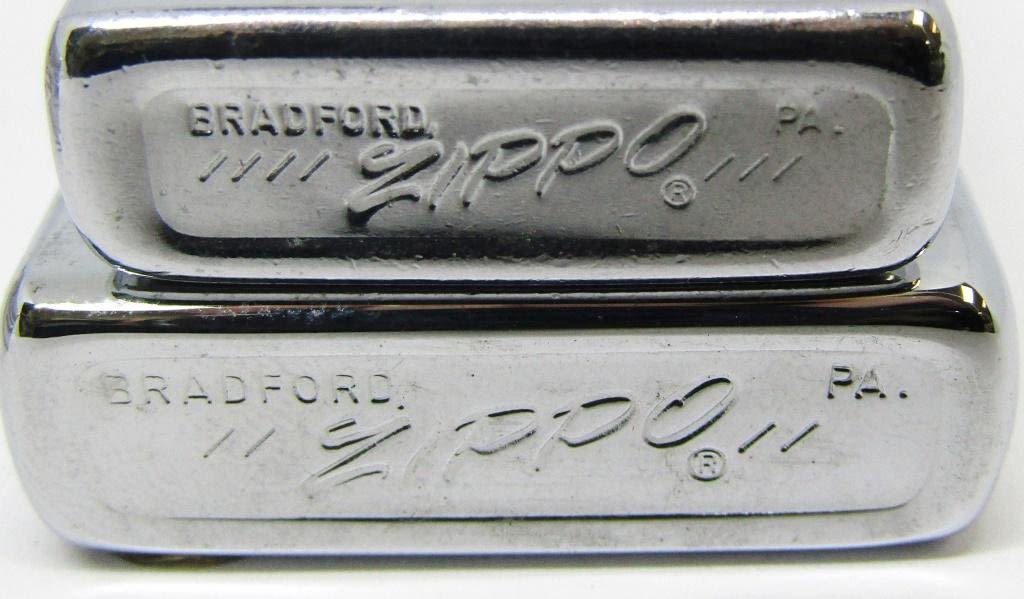 BRADFORD, PA.
//// ZIPPO ® ///
BRADFORD, PA.
// ZIPPO ® //